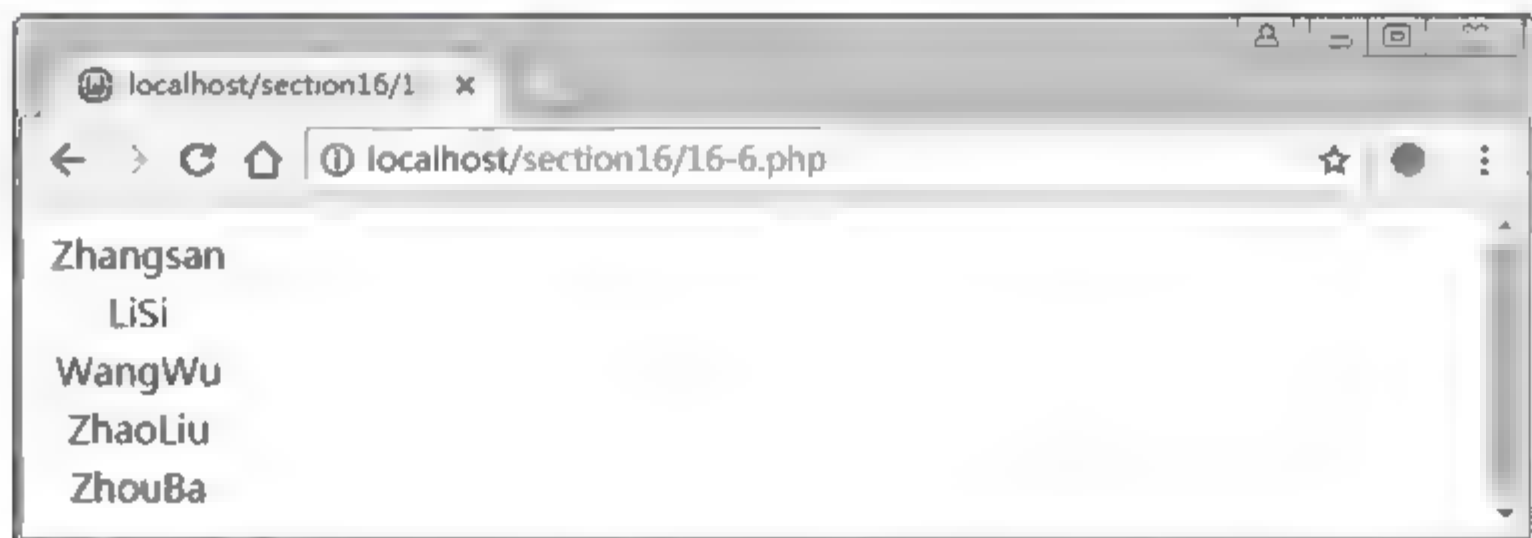 localhost/section16/1
localhost/section16/16-6.php
Zhangsan
LiSi
WangWu
ZhaoLiu
ZhouBa